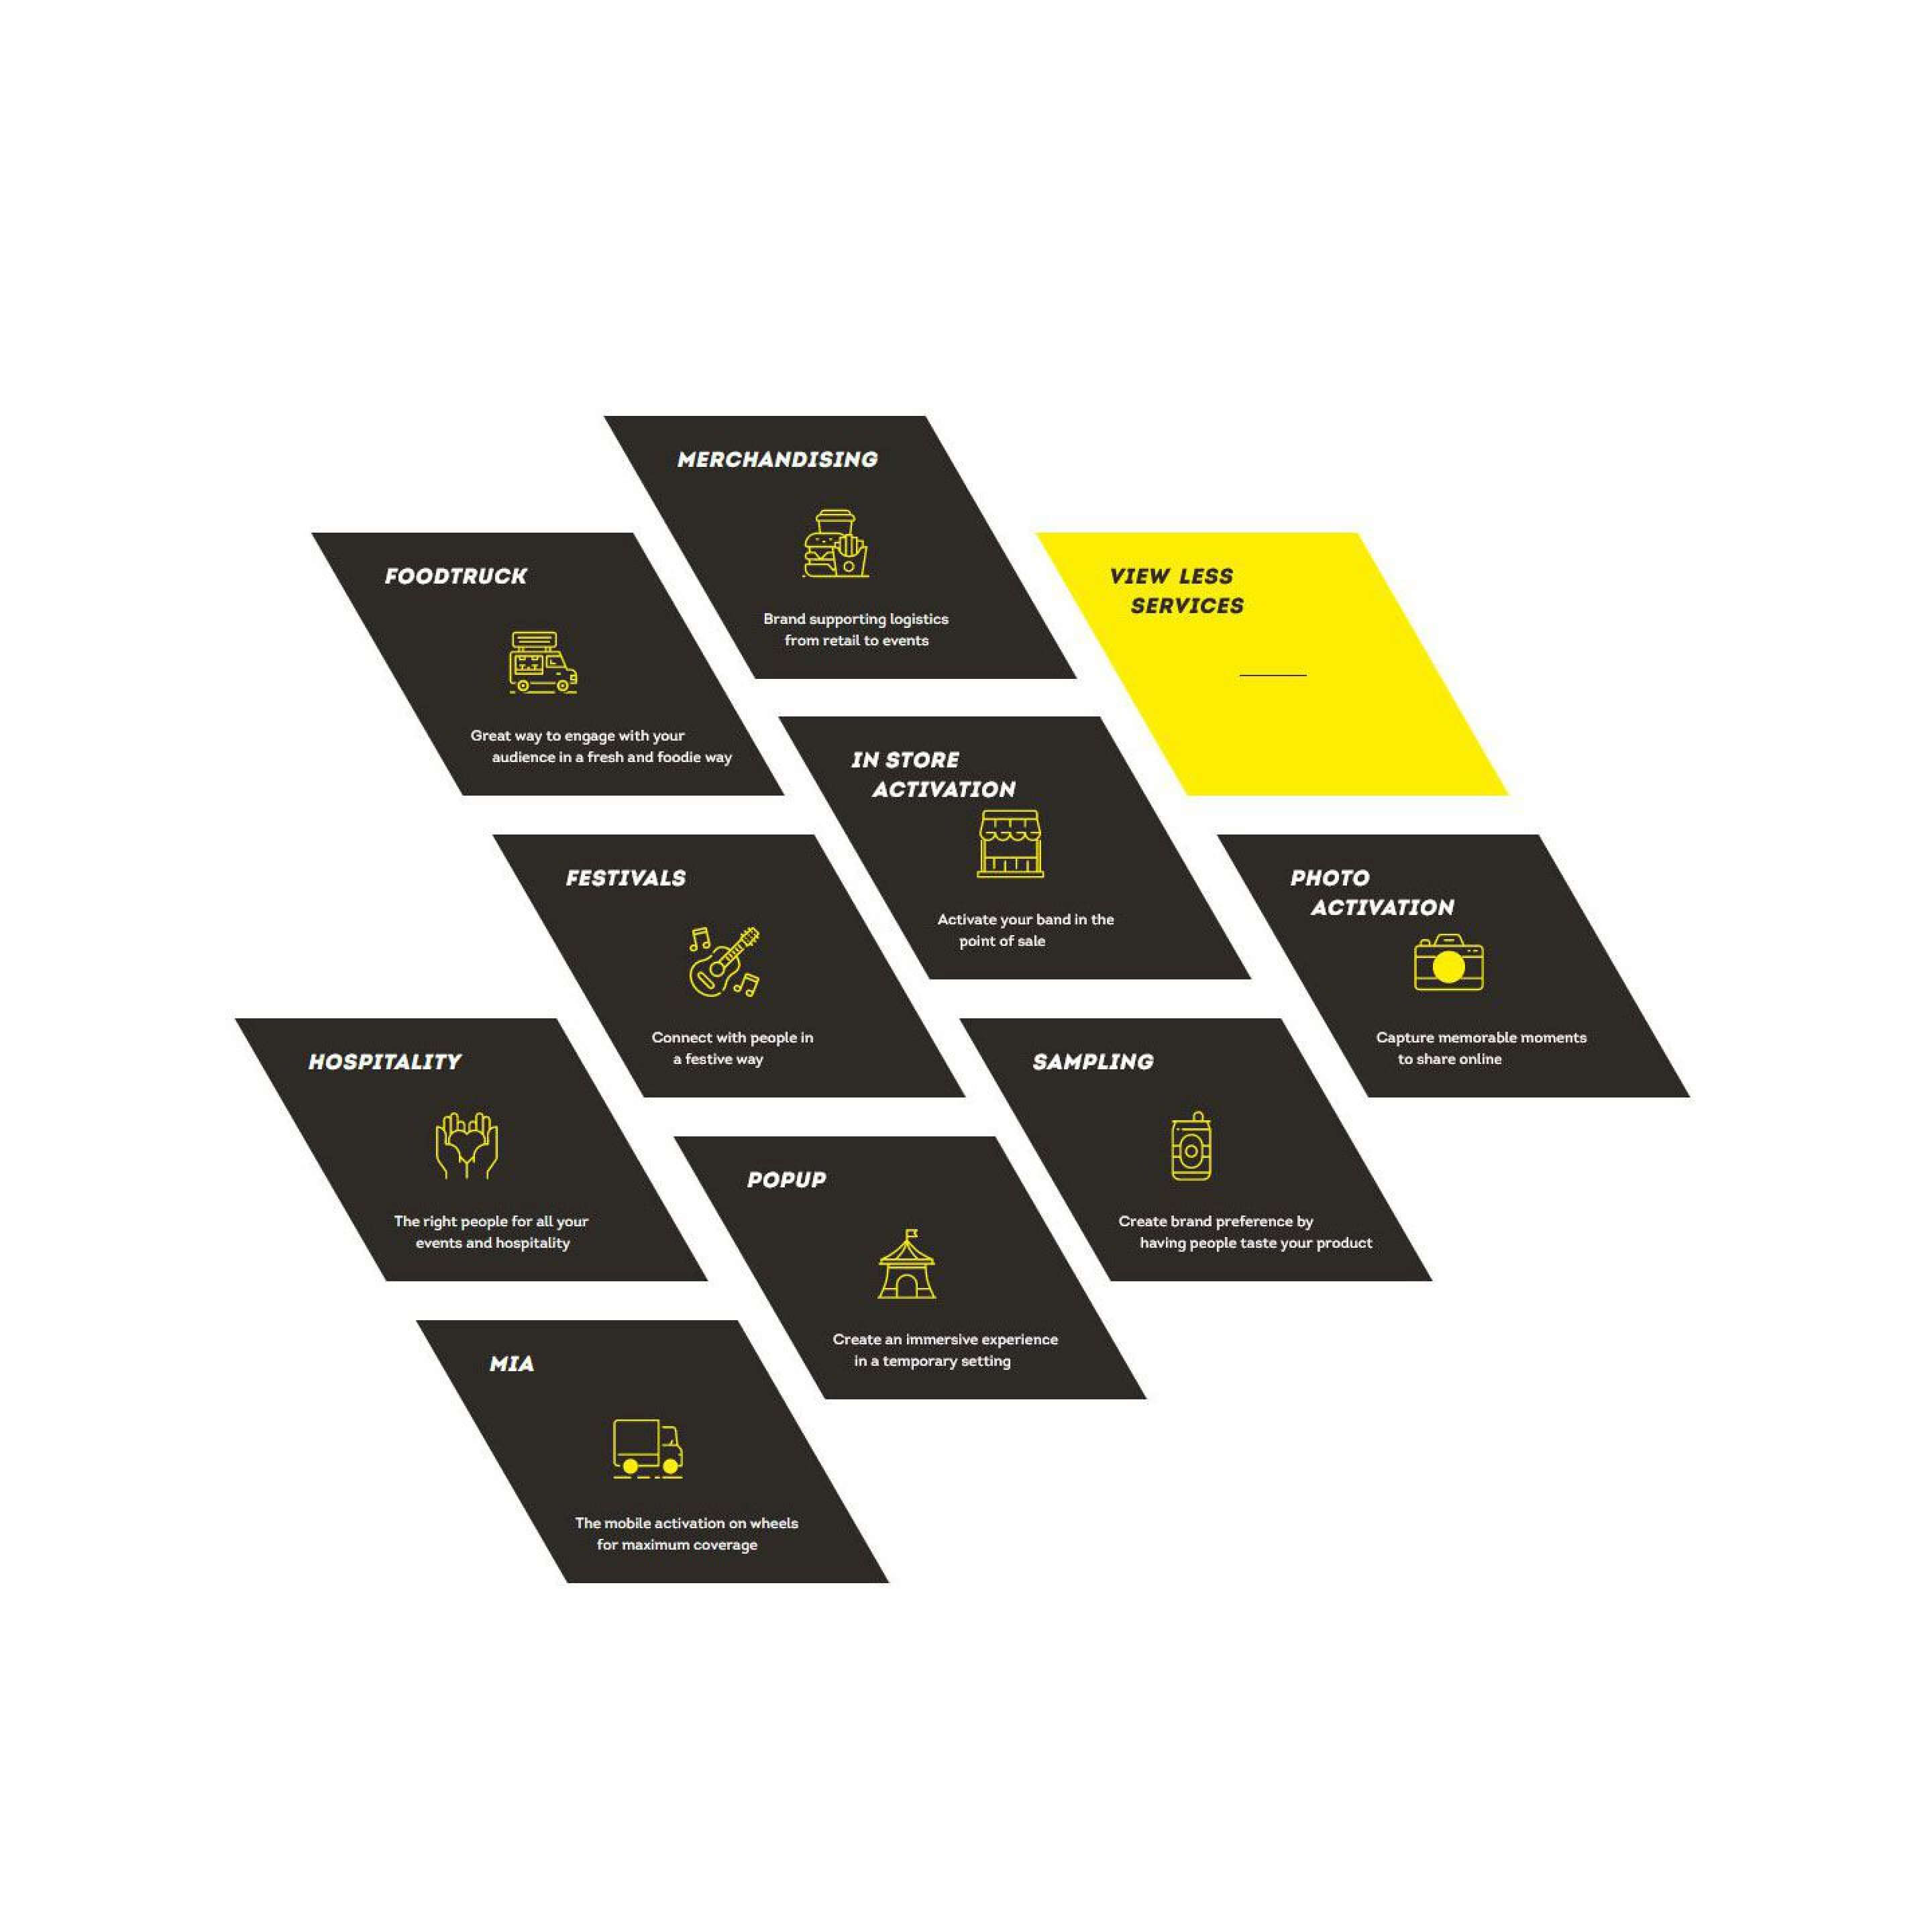 MERCHANDISING
Brand supporting logistics
from retail to events
FOODTRUCK
Great way to engage with your
audience in a fresh and foodie way
VIEW LESS
SERVICES
IN STORE
ACTIVATION
Activate your band in the
point of sale
FESTIVALS
Connect with people in
a festive way
PHOTO
ACTIVATION
Capture memorable moments
to share online
HOSPITALITY
The right people for all your
events and hospitality
SAMPLING
Create brand preference by
having people taste your product
POPUP
Create an immersive experience
in a temporary setting
MIA
The mobile activation on wheels
for maximum coverage